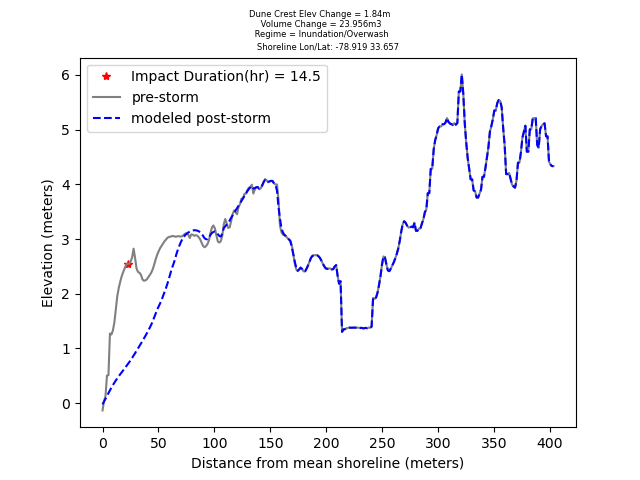 Dune Crest Elev Change = 1.84m
Volume Change = 23.956m3
Regime = Inundation/Overwash
Shoreline Lon/Lat: -78.919 33.657
Impact Duration(hr) = 14.5
pre-storm
modeled post-storm
Elevation (meters)
6
5
4
3
2
1
0
0 50 100 150 200 250 300 350 400
Distance from mean shoreline (meters)